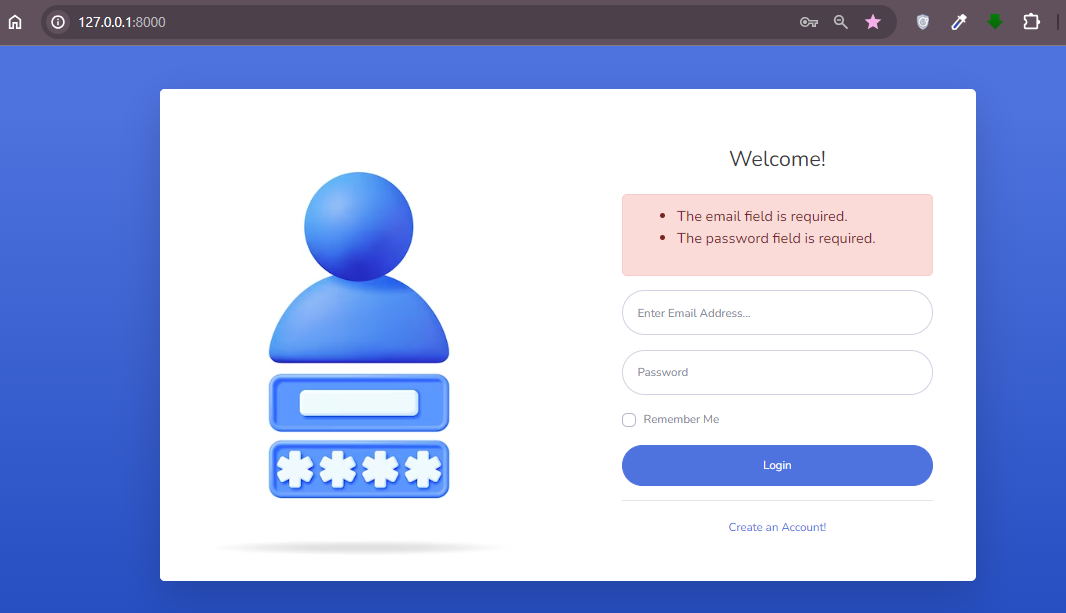 127.0.0.1:8000
Welcome!
The email field is required.
The password field is required.
Enter Email Address...
Password
Remember Me
Login
Create an Account!